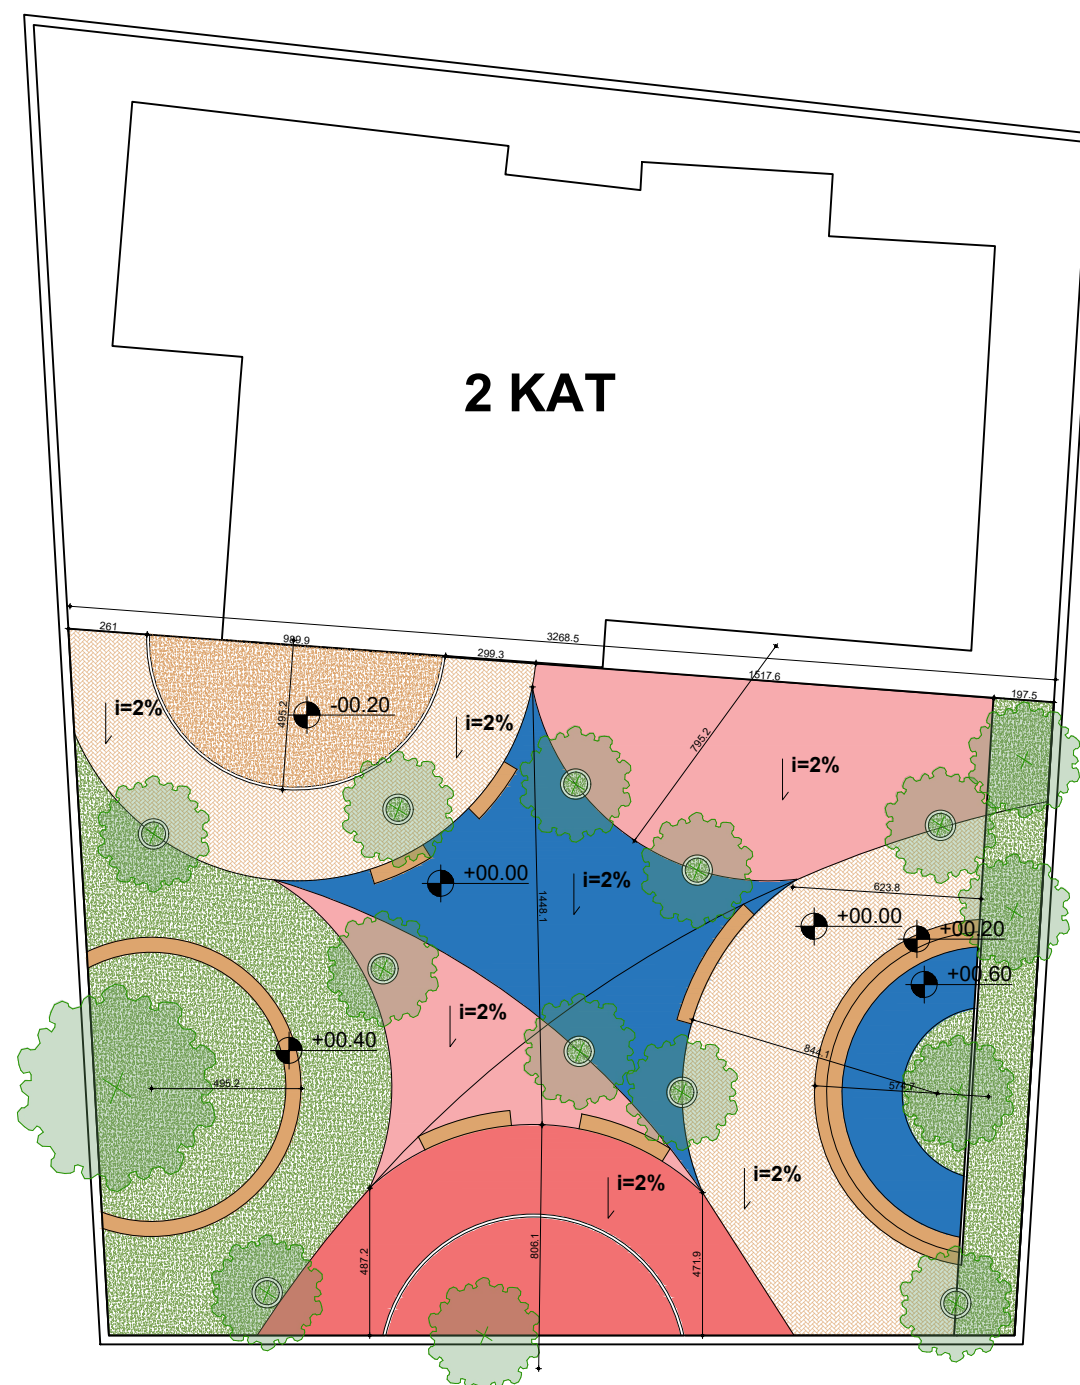 2 KAT
261
989.9
3268.5
299.3
1517.6
197.5
i=2%
-00.20
495.2
i=2%
795.2
i=2%
+00.00
i=2%
1448.1
623.8
+00.00
+00.20
+00.60
i=2%
+00.40
495.2
844.1
574.7
i=2%
i=2%
487.2
806.1
471.9